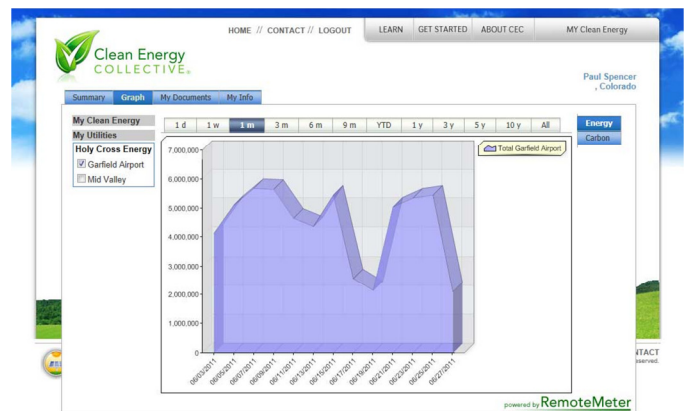 HOME // CONTACT // LOGOUT
LEARN GET STARTED ABOUT CEC MY Clean Energy
Clean Energy
COLLECTIVE
Paul Spencer
, Colorado
Summary Graph My Documents My Info
My Clean Energy
My Utilities
Holy Cross Energy
Garfield Airport
Mid Valley
1 d 1 w 1 m 3 m 6 m 9 m YTD 1 y 3 y 5 y 10 y All
Energy
Carbon
Total Garfield Airport
7,000,000
6,000,000
5,000,000
4,000,000
3,000,000
2,000,000
1,000,000
0
06/03/2011 06/05/2011 06/07/2011 06/09/2011 06/11/2011 06/13/2011 06/15/2011 06/17/2011 06/19/2011 06/21/2011 06/23/2011 06/25/2011 06/27/2011
NTACT
eserved.
powered by RemoteMeter